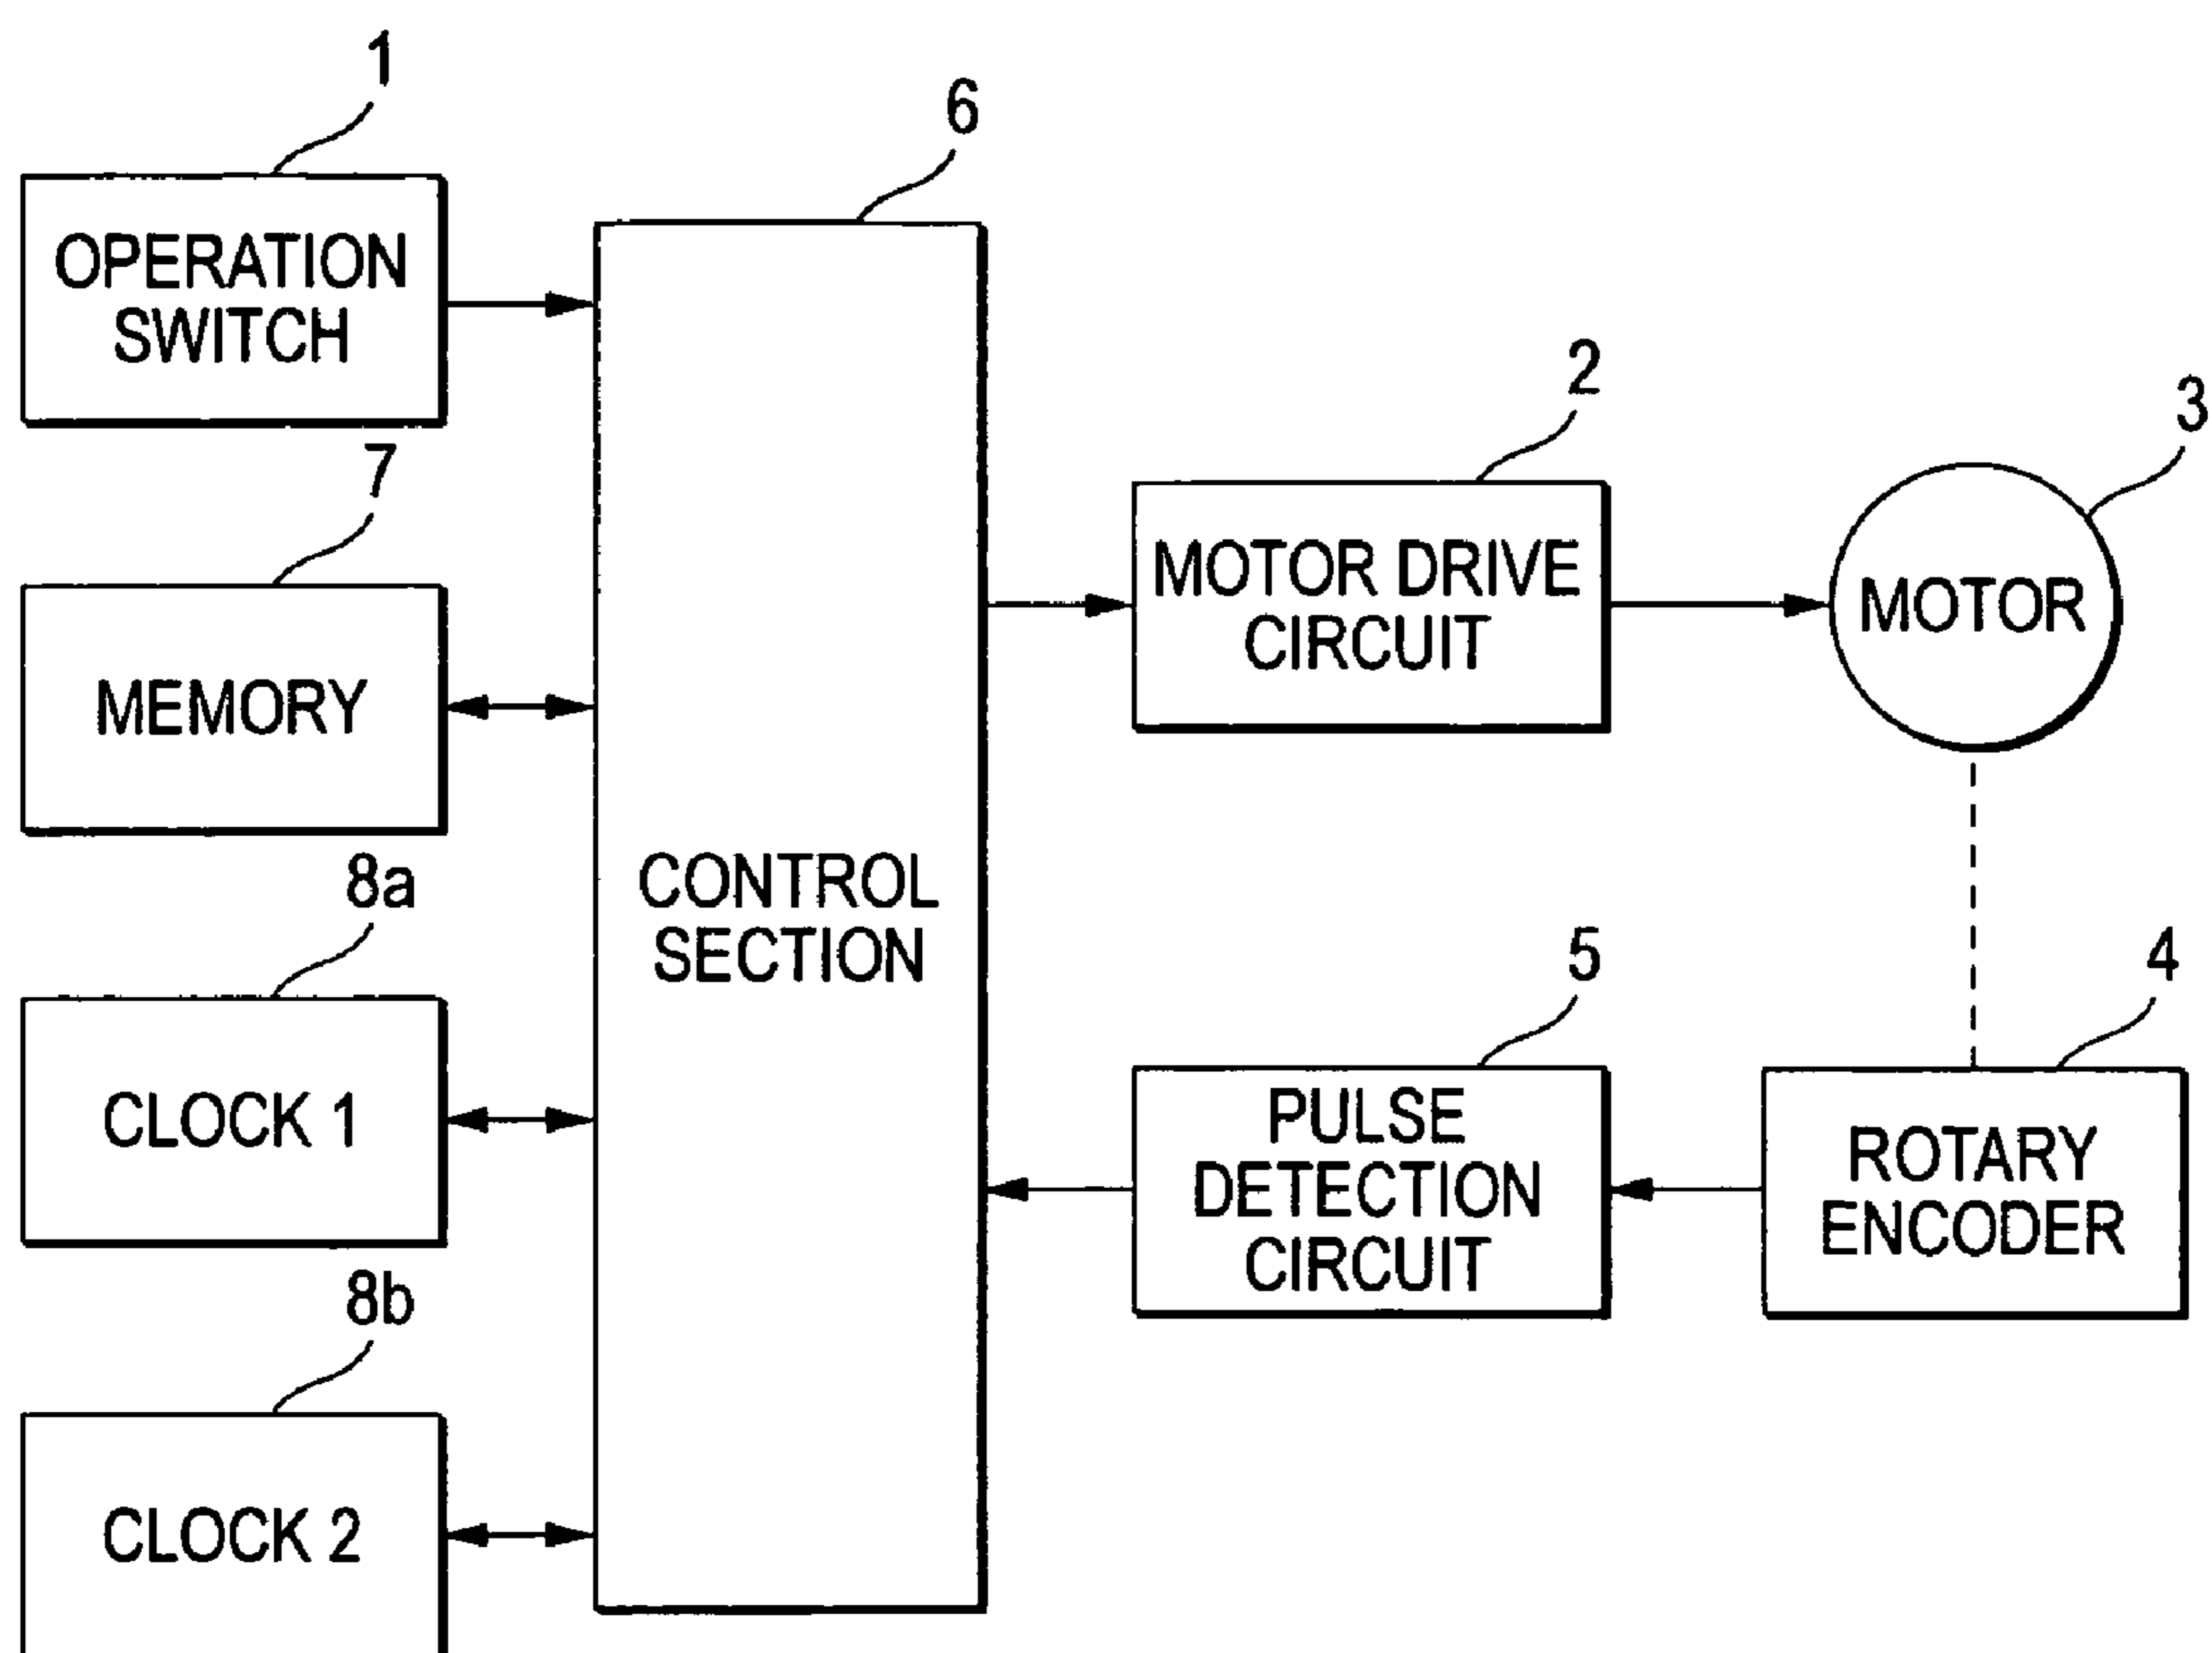 1
OPERATION
SWITCH
7
MEMORY
8a
CLOCK 1
8b
CLOCK 2
6
CONTROL
SECTION
2
MOTOR DRIVE
CIRCUIT
3
MOTOR
5
PULSE
DETECTION
CIRCUIT
4
ROTARY
ENCODER